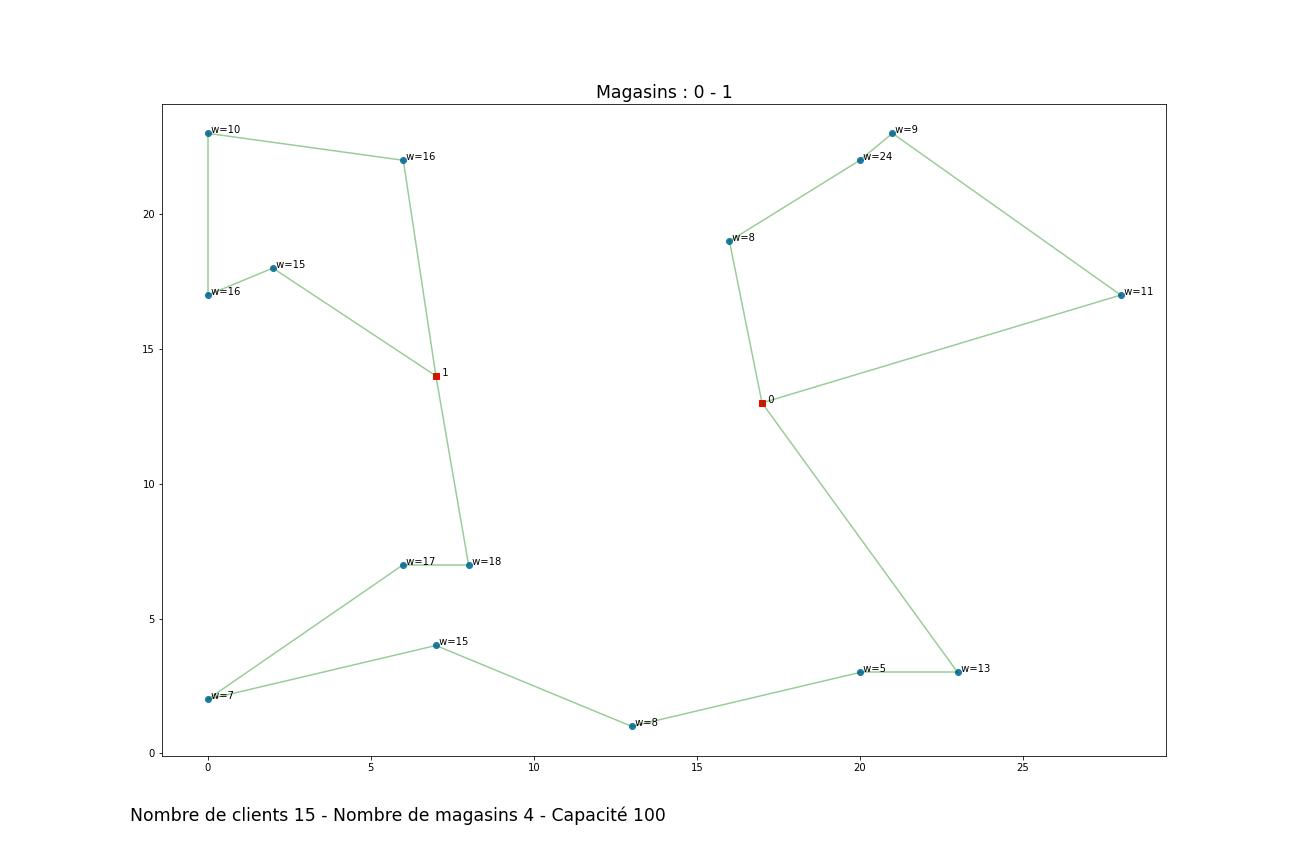 Magasins : 0 - 1
w=10
w=9
w=16
w=24
20
w=8
w=15
w=16
w=11
15
1
0
10
w=17
w=18
5
w=15
w=5
w=13
w=7
w=8
0
0
5
10
15
20
25
Nombre de clients 15 - Nombre de magasins 4 - Capacité 100